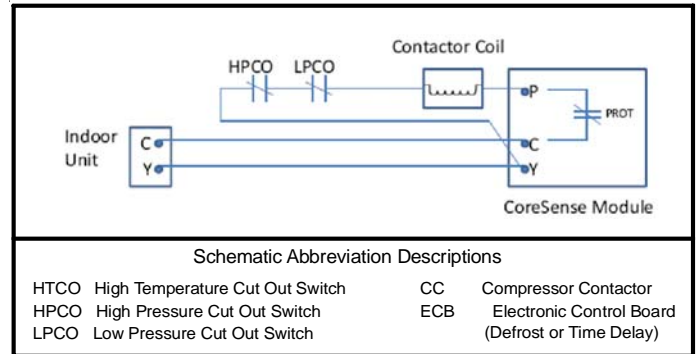 Contactor Coil
HPCO LPCO
P
PROT
Indoor
Unit
C
C
Y
Y
CoreSense Module
Schematic Abbreviation Descriptions
HTCO High Temperature Cut Out Switch
HPCO High Pressure Cut Out Switch
LPCO Low Pressure Cut Out Switch
CC Compressor Contactor
ECB Electronic Control Board
(Defrost or Time Delay)